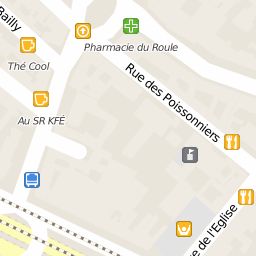 Bailly
Pharmacie du Roule
Thé Cool
Rue des Poissonniers
Au SR KFÉ
de l'Eglise